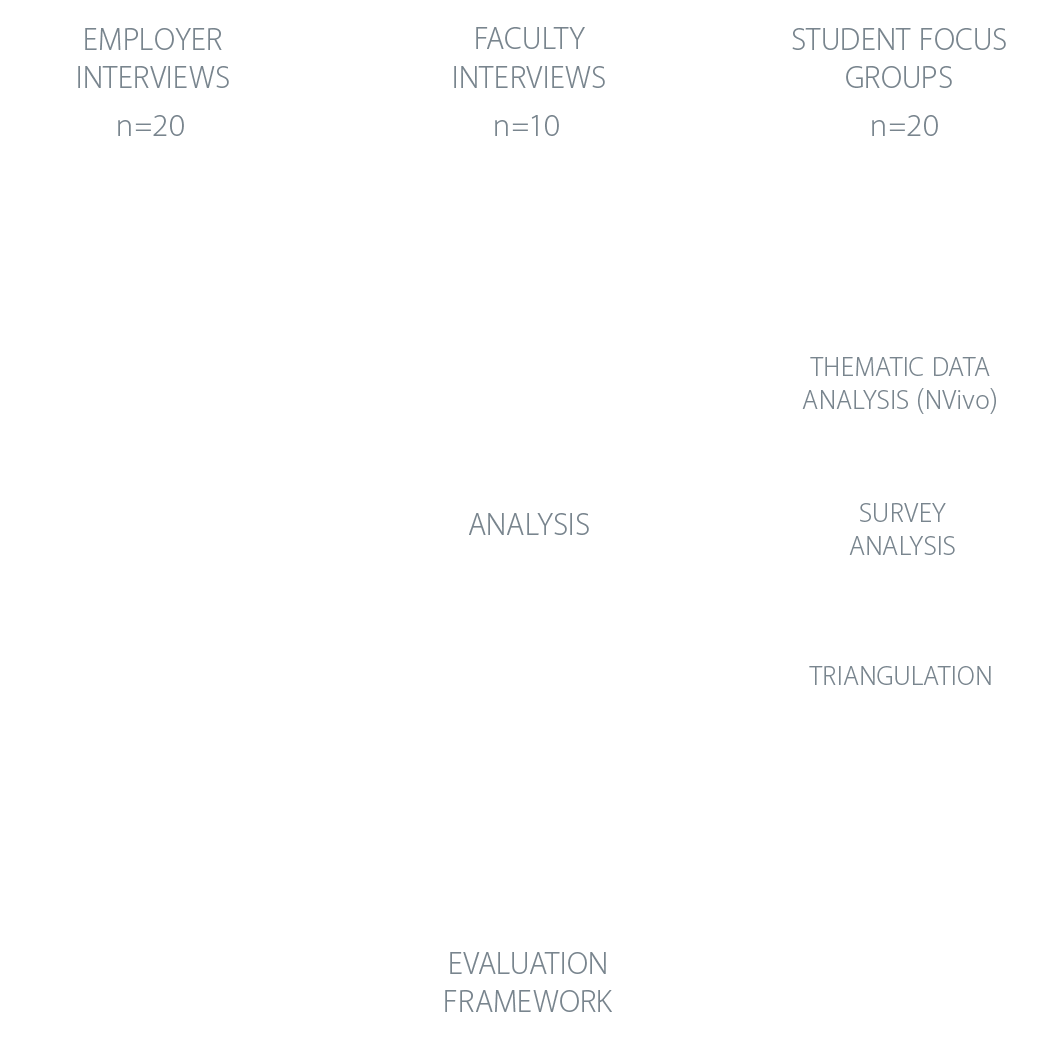 EMPLOYER
INTERVIEWS
n=20
FACULTY
INTERVIEWS
n=10
STUDENT FOCUS
GROUPS
n=20
THEMATIC DATA
ANALYSIS (NVivo)
ANALYSIS
SURVEY
ANALYSIS
TRIANGULATION
EVALUATION
FRAMEWORK